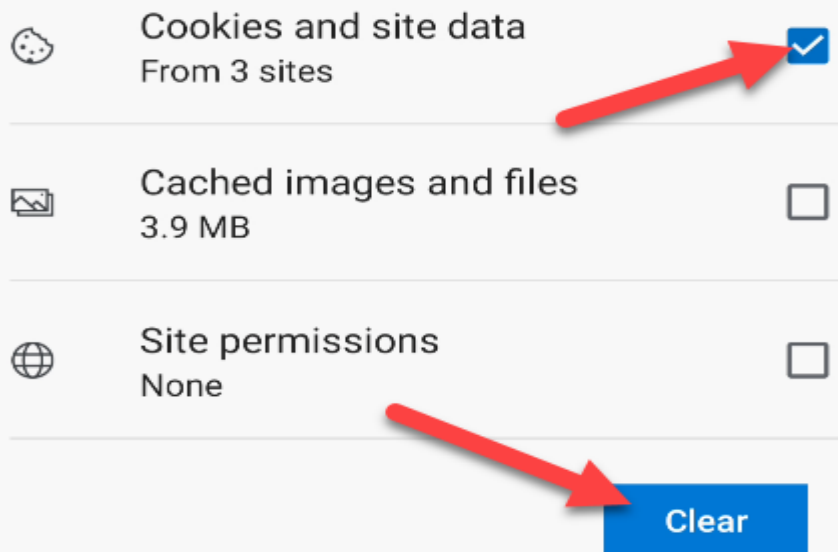 Cookies and site data
From 3 sites
Cached images and files
3.9 MB
Site permissions
None
Clear